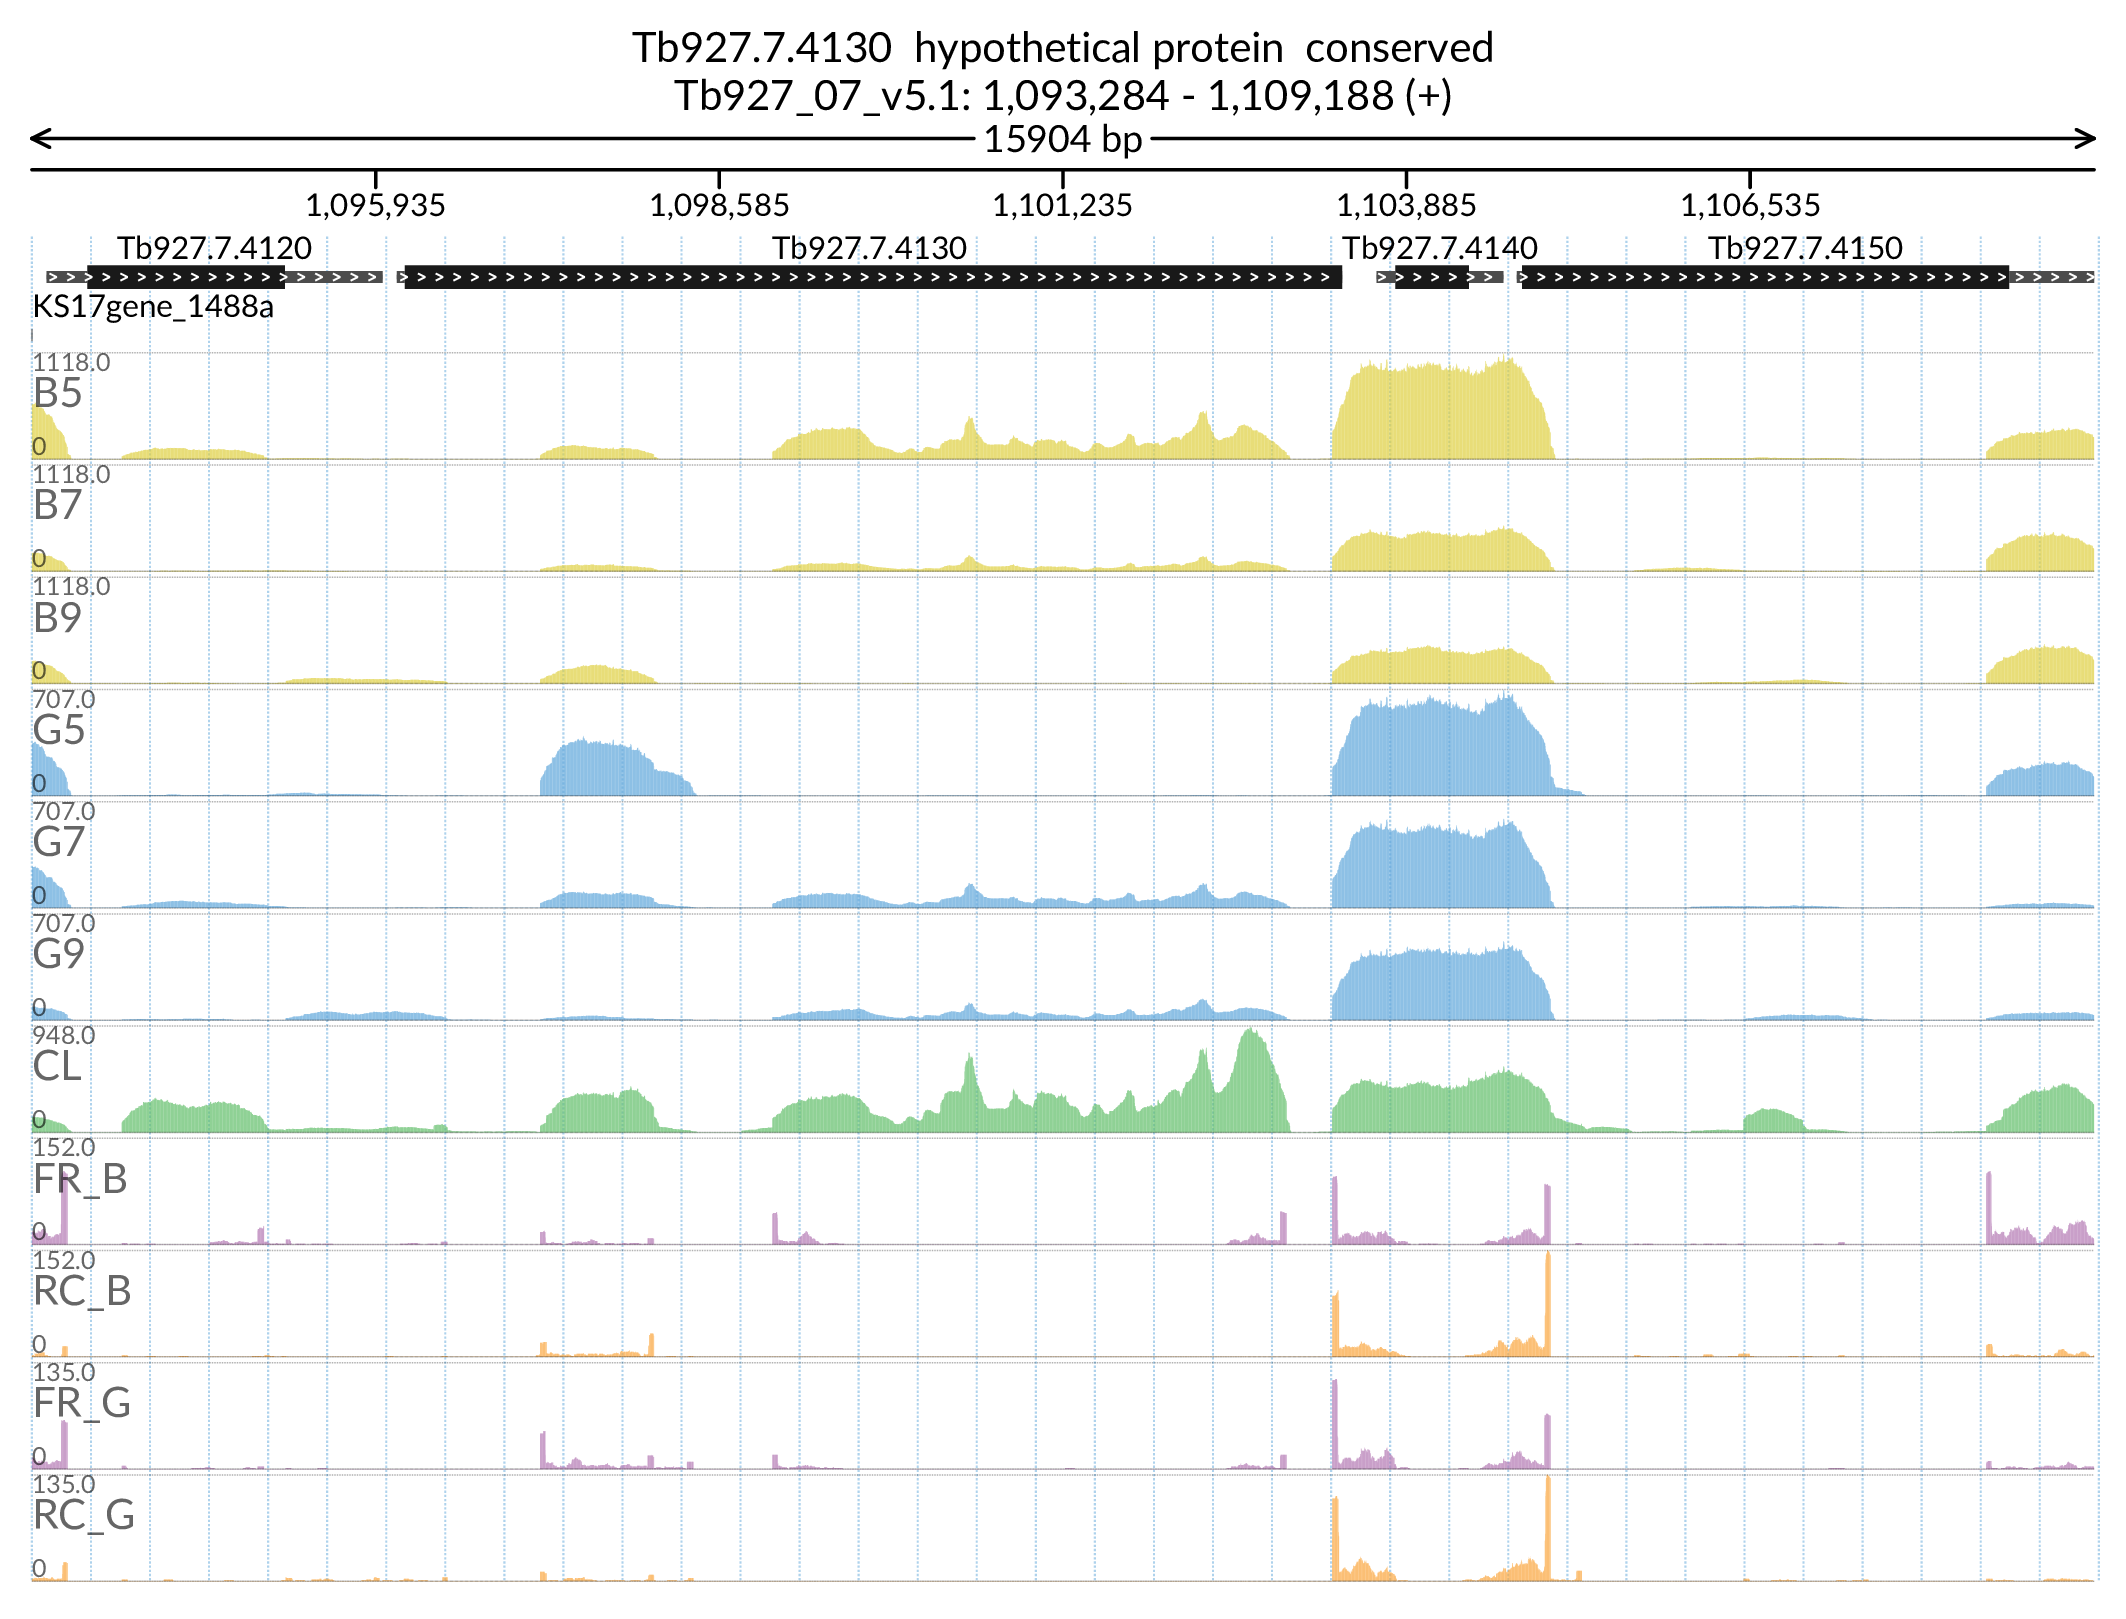 Tb927.7.4130  hypothetical protein  conserved
Tb927_07_v5.1: 1,093,284 - 1,109,188 (+)
15904 bp
1,095,935 1,098,585 1,101,235 1,103,885 1,106,535
Tb927.7.4120 Tb927.7.4130 Tb927.7.4140 Tb927.7.4150
KS17gene_1488a
1118.0
B5
0
1118.0
B7
0
1118.0
B9
0
707.0
G5
0
707.0
G7
0
707.0
G9
0
948.0
CL
0
152.0
FR_B
0
152.0
RC_B
0
135.0
FR_G
0
135.0
RC_G
0